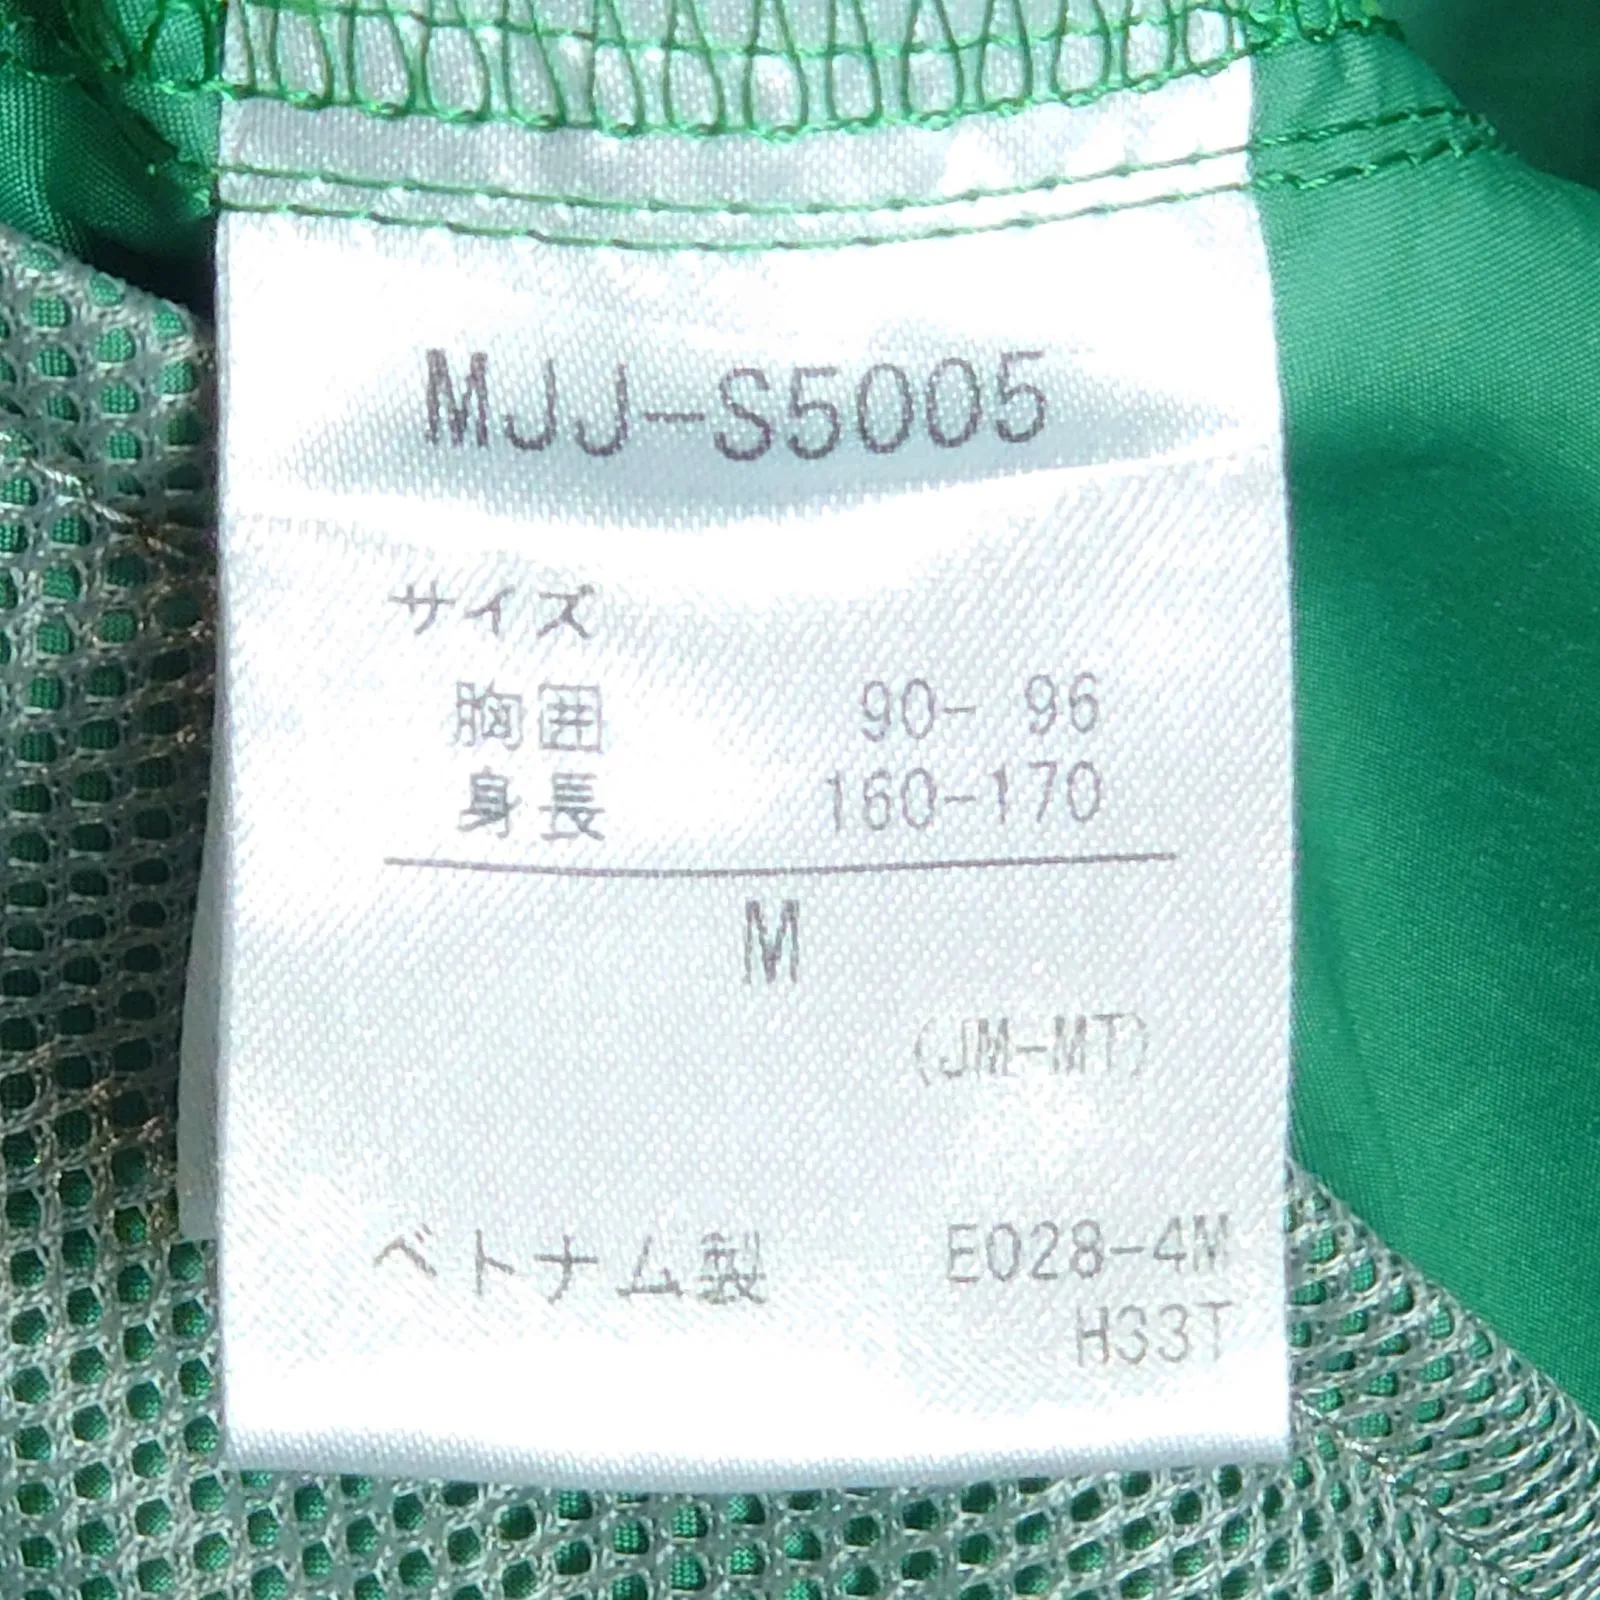 MJJ-S5005
サイズ
胸囲 90- 96
身長 160-170
M
(JM-MT)
ベトナム製 E028-4M
H33T